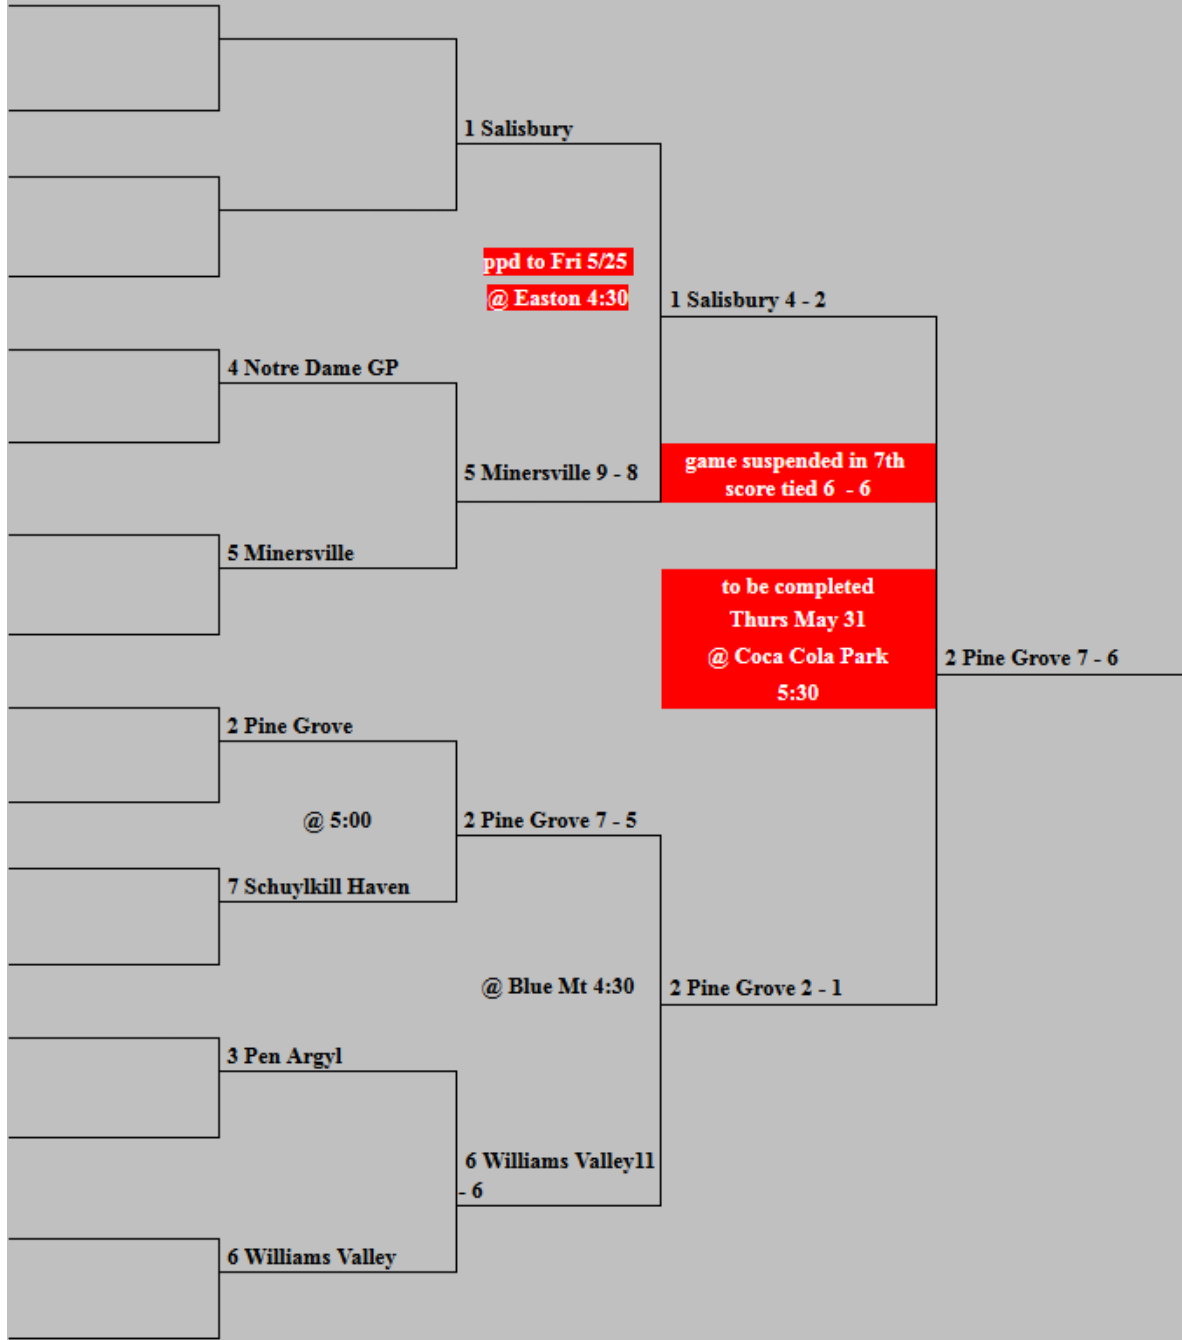 1 Salisbury
ppd to Fri 5/25
@ Easton 4:30
1 Salisbury 4 - 2
4 Notre Dame GP
5 Minersville 9 - 8
game suspended in 7th
score tied 6 - 6
5 Minersville
to be completed
Thurs May 31
@ Coca Cola Park
5:30
2 Pine Grove 7 - 6
2 Pine Grove
@ 5:00
2 Pine Grove 7 - 5
7 Schuylkill Haven
@ Blue Mt 4:30
2 Pine Grove 2 - 1
3 Pen Argyl
6 Williams Valley11
- 6
6 Williams Valley